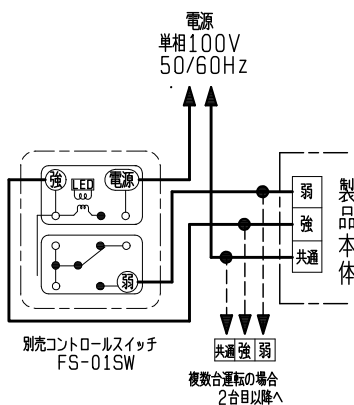 電源
単相100V
50/60Hz
強
LED
電源
弱
弱
強
共通
製品本体
別売コントロールスイッチ
FS-01SW
共通 強 弱
複数台運転の場合
2台目以降へ